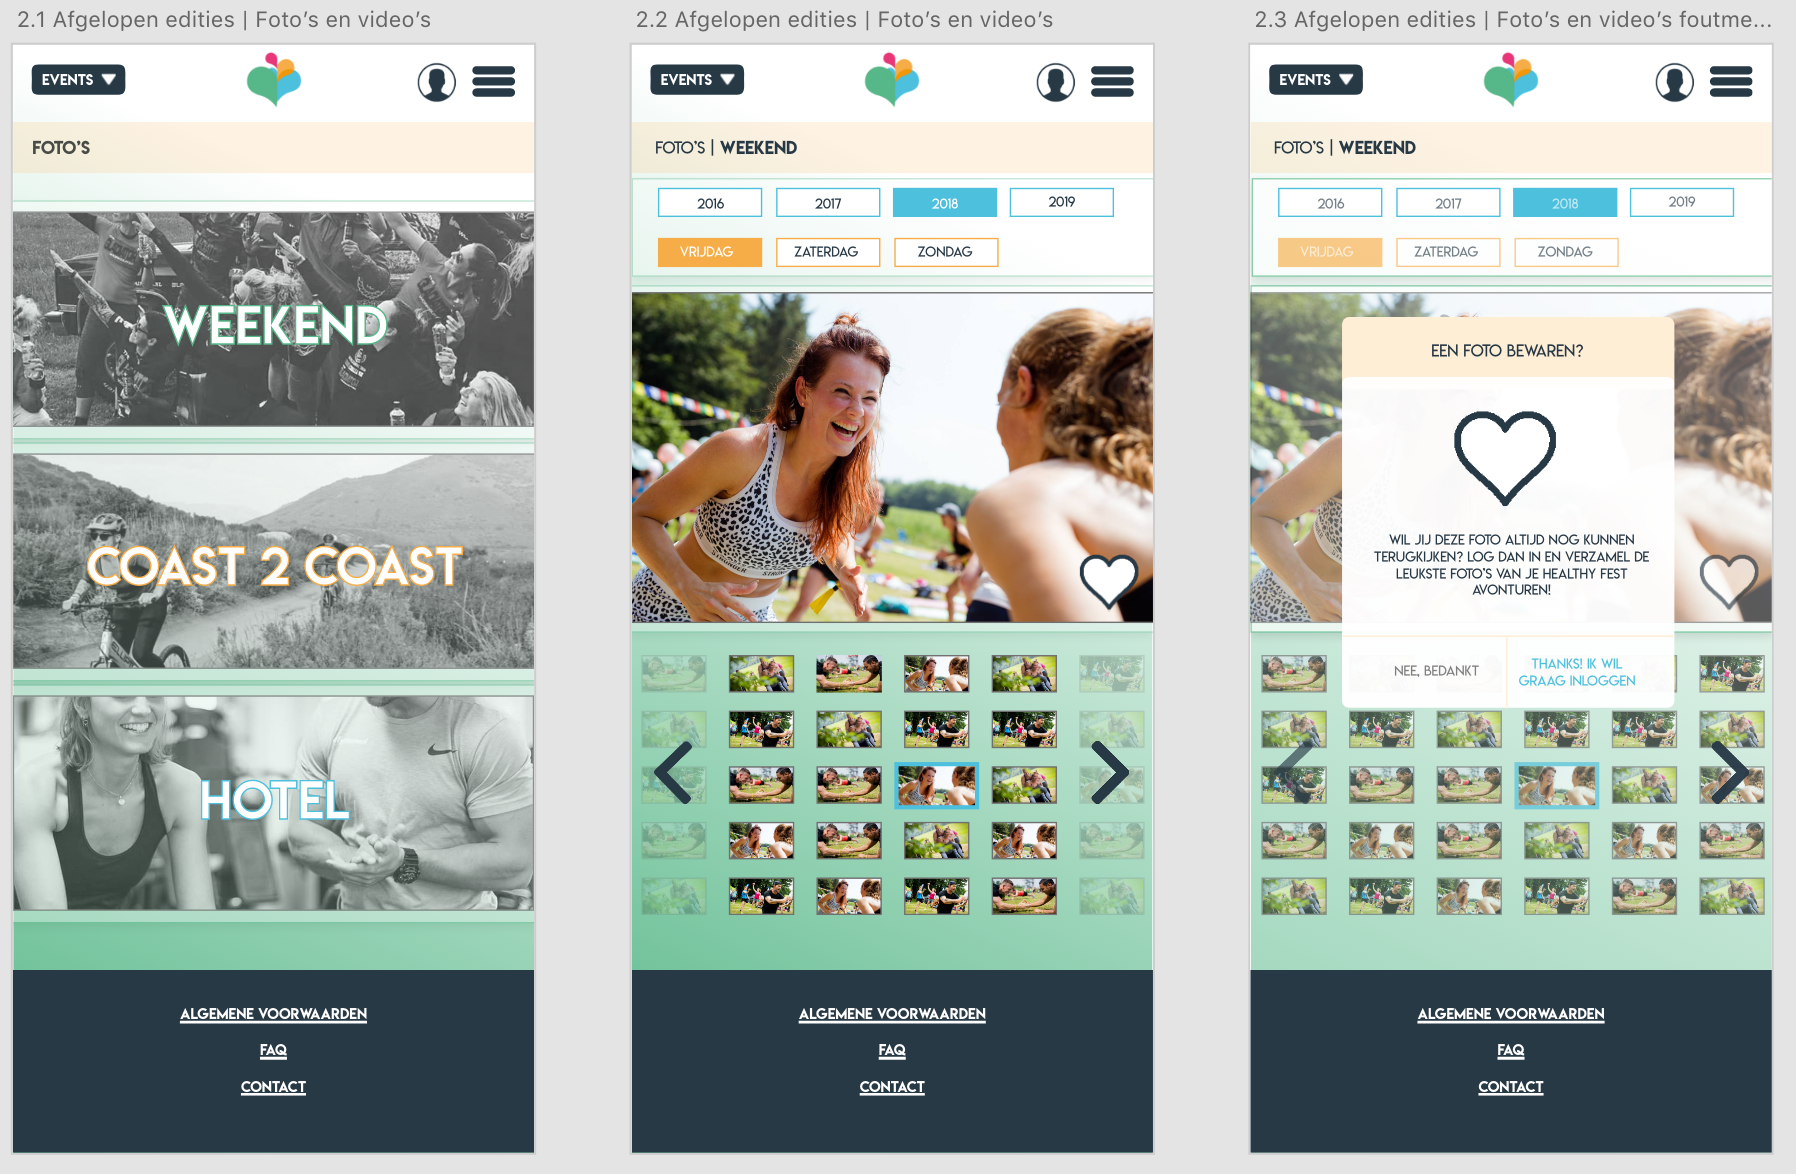 2.1 Afgelopen edities | Foto's en video's
EVENTS
FOTO'S
WEEKEND
COAST 2 COAST
HOTEL
ALGEMENE VOORWAARDEN
FAQ
CONTACT
2.2 Afgelopen edities | Foto's en video's
EVENTS
FOTO'S | WEEKEND
2016 2017 2018 2019
VRIJDAG ZATERDAG ZONDAG
ALGEMENE VOORWAARDEN
FAQ
CONTACT
2.3 Afgelopen edities | Foto's en video's foutme...
EVENTS
FOTO'S | WEEKEND
2016 2017 2018 2019
VRIJDAG ZATERDAG ZONDAG
EEN FOTO BEWAREN?
WIL JIJ DEZE FOTO ALTIJD NOG KUNNEN
TERUGKIJKEN? LOG DAN IN EN VERZAMEL DE
LEUKSTE FOTO'S VAN JE HEALTHY FEST
AVONTUREN!
NEE, BEDANKT
THANKS! IK WIL
GRAAG INLOGGEN
ALGEMENE VOORWAARDEN
FAQ
CONTACT